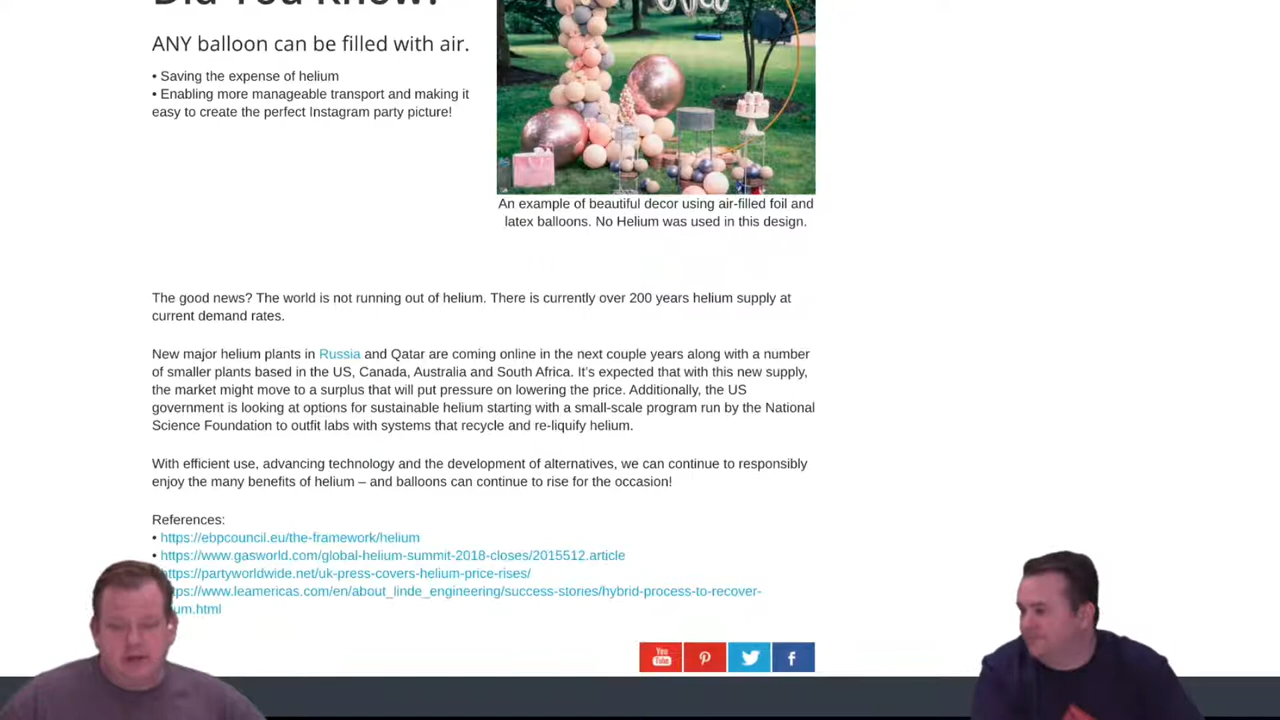 Did You Know?
ANY balloon can be filled with air.
• Saving the expense of helium
• Enabling more manageable transport and making it
easy to create the perfect Instagram party picture!
An example of beautiful decor using air-filled foil and
latex balloons. No Helium was used in this design.
The good news? The world is not running out of helium. There is currently over 200 years helium supply at
current demand rates.
New major helium plants in Russia and Qatar are coming online in the next couple years along with a number
of smaller plants based in the US, Canada, Australia and South Africa. It's expected that with this new supply,
the market might move to a surplus that will put pressure on lowering the price. Additionally, the US
government is looking at options for sustainable helium starting with a small-scale program run by the National
Science Foundation to outfit labs with systems that recycle and re-liquify helium.
With efficient use, advancing technology and the development of alternatives, we can continue to responsibly
enjoy the many benefits of helium – and balloons can continue to rise for the occasion!
References:
• https://ebpcouncil.eu/the-framework/helium
• https://www.gasworld.com/global-helium-summit-2018-closes/2015512.article
https://partyworldwide.net/uk-press-covers-helium-price-rises/
ttps://www.leamericas.com/en/about_linde_engineering/success-stories/hybrid-process-to-recover-
um.html
You Tube